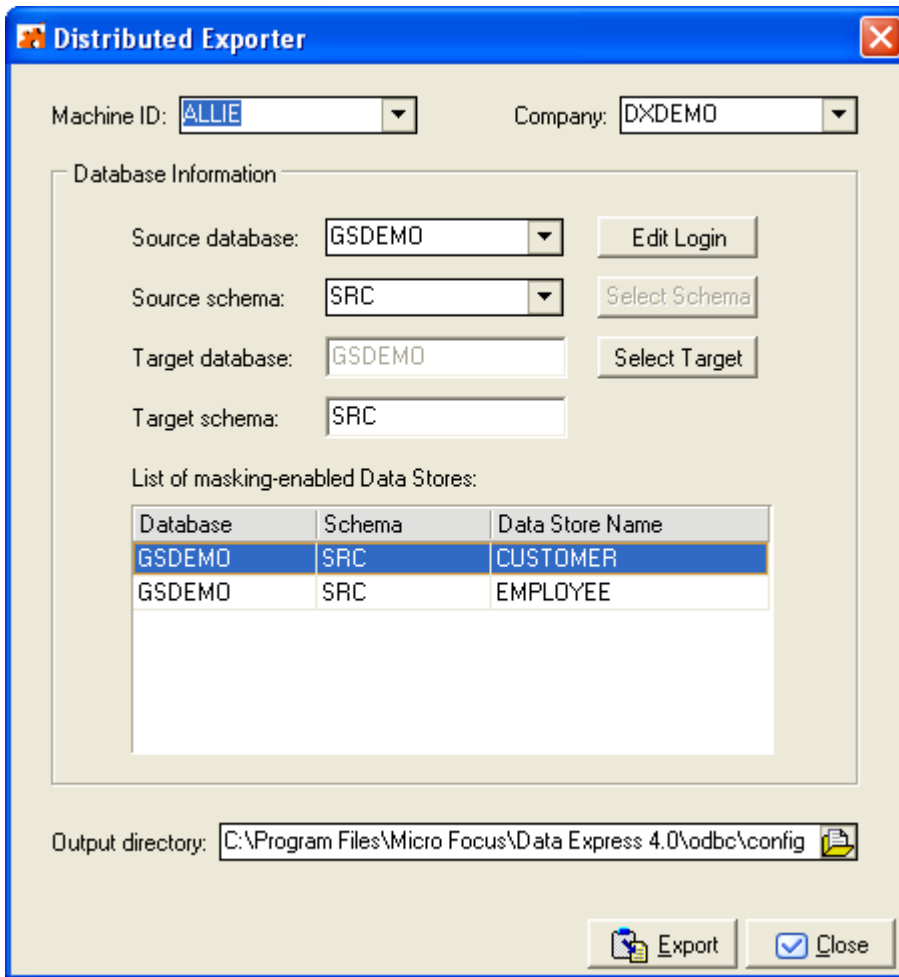 Distributed Exporter
Machine ID: ALLIE Company: DXDEMO
Database Information
Source database: GSDEMO Edit Login
Source schema: SRC Select Schema
Target database: GSDEMO Select Target
Target schema: SRC
List of masking-enabled Data Stores:
Database Schema Data Store Name
GSDEMO SRC CUSTOMER
GSDEMO SRC EMPLOYEE
Output directory: C:\Program Files\Micro Focus\Data Express 4.0\odbc\config
Export Close